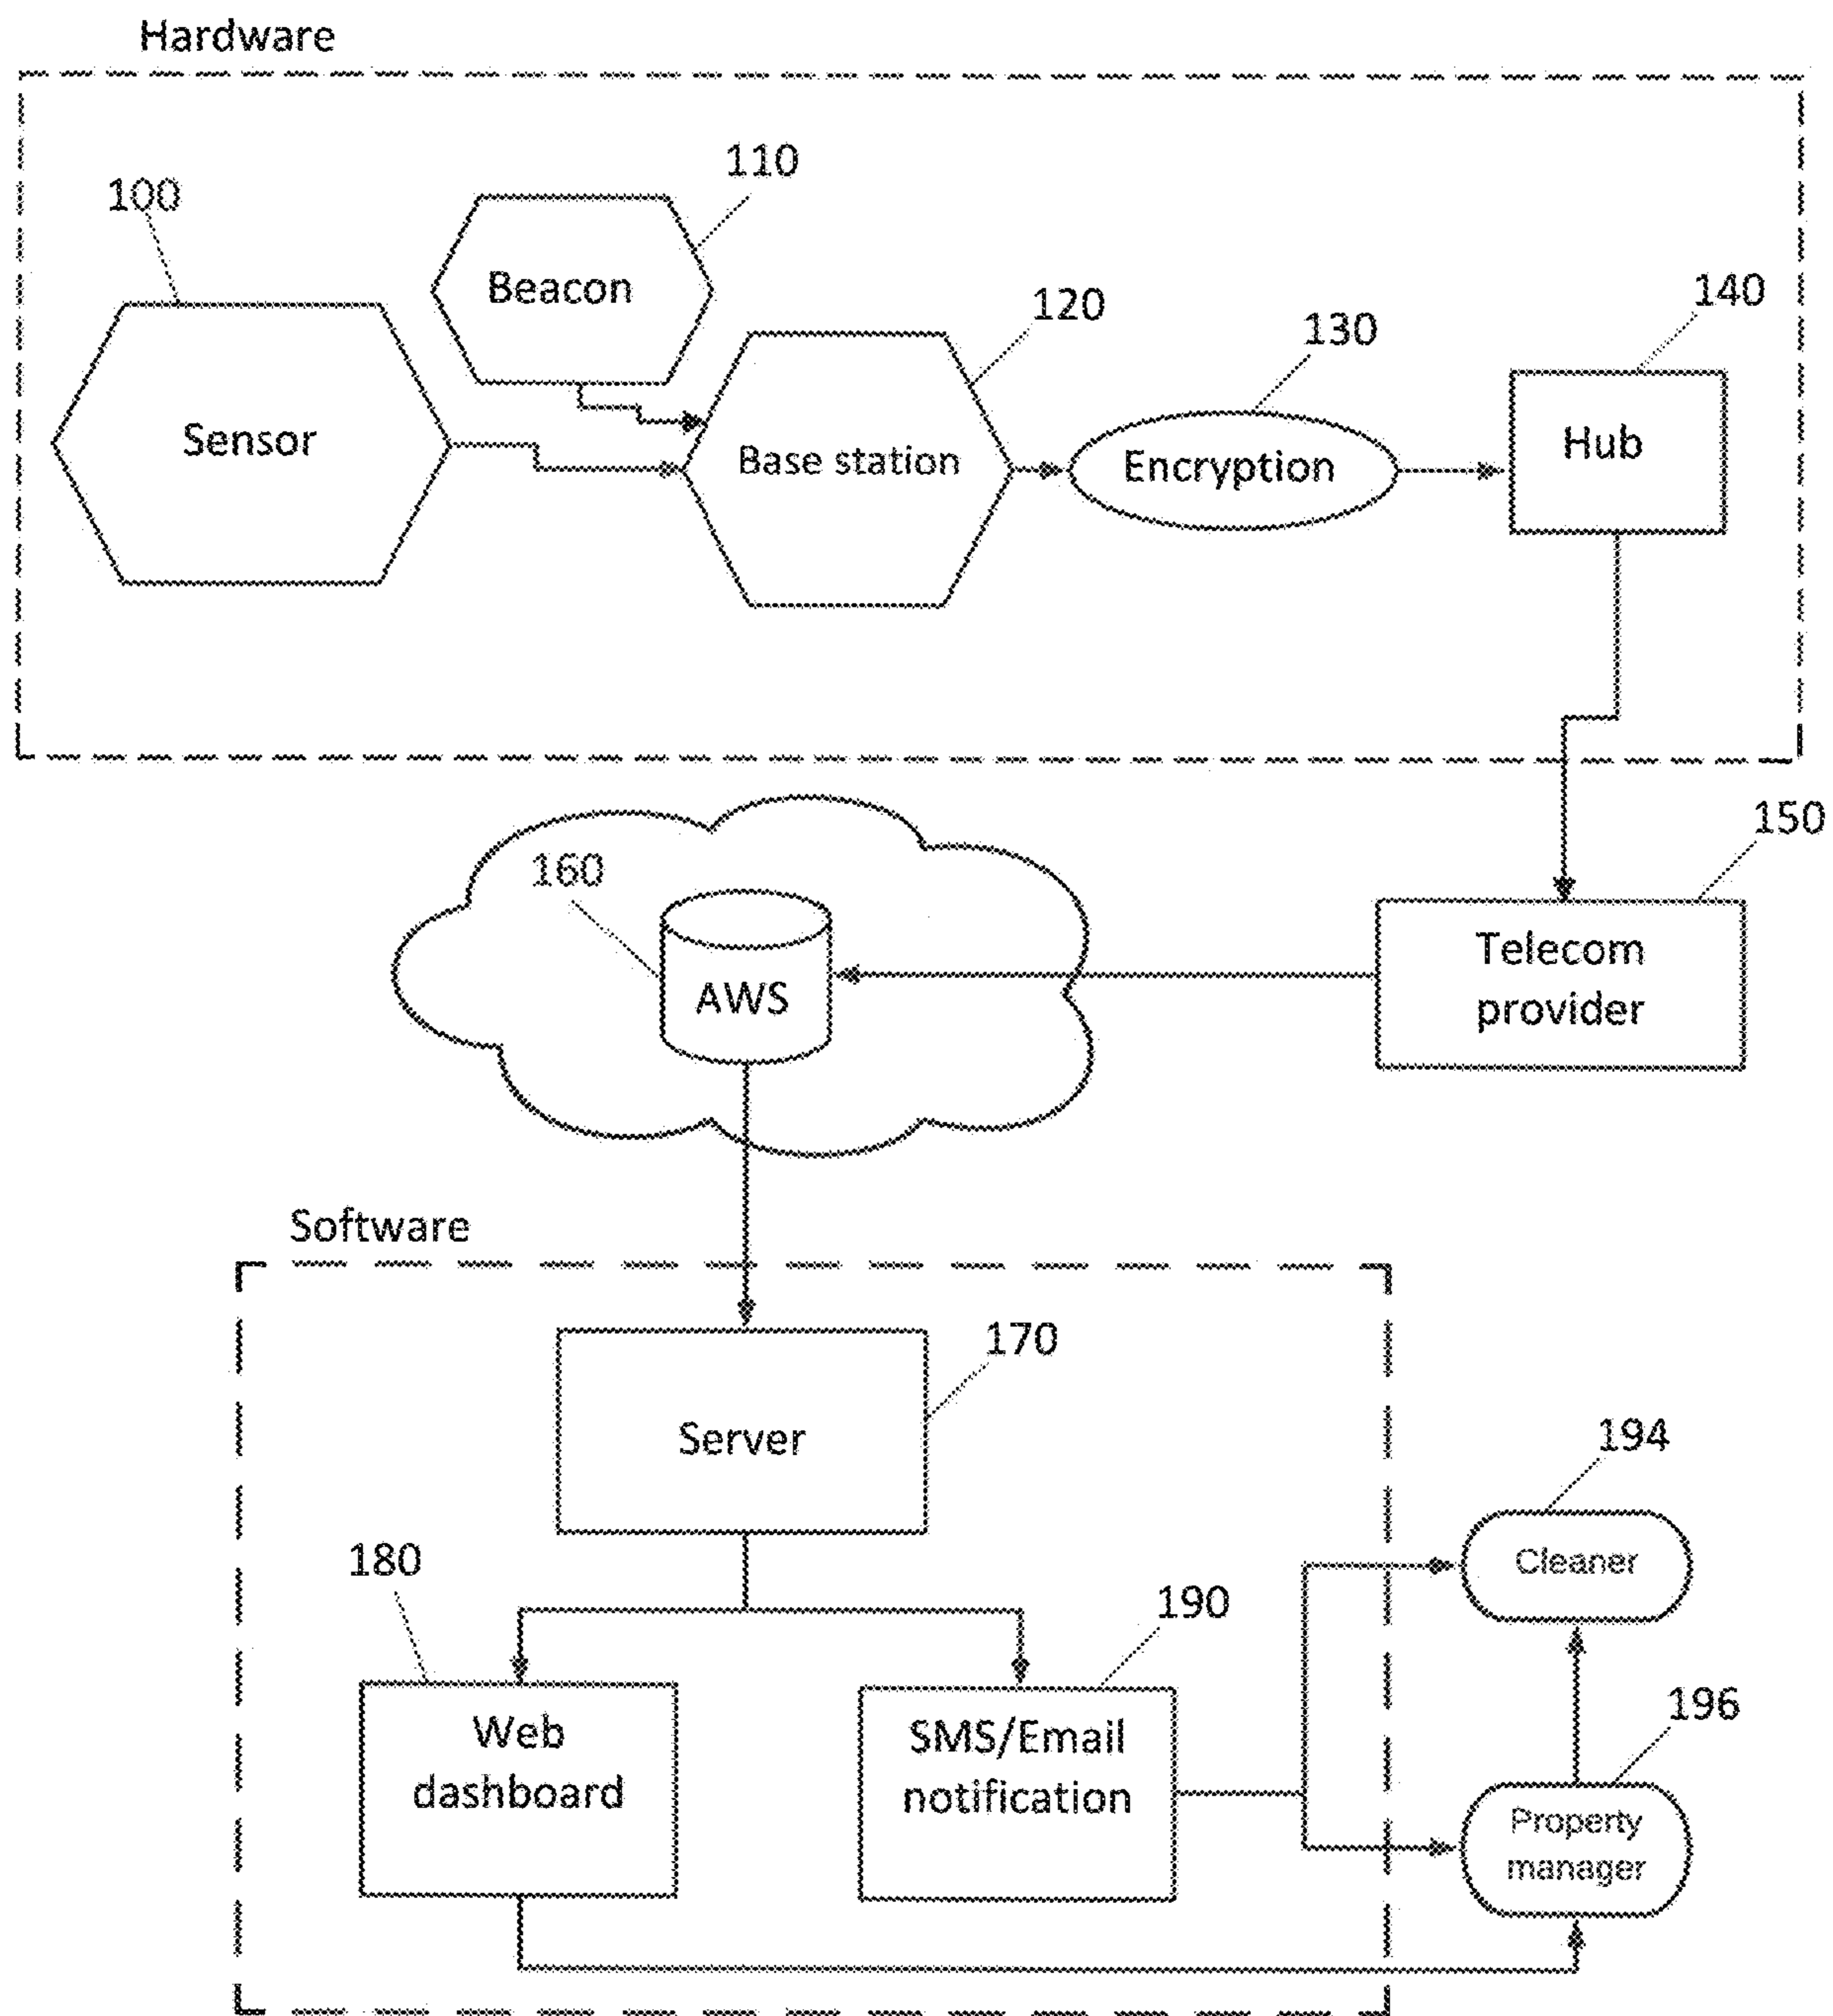 Hardware
110
100
Beacon
140
120
130
Sensor
Base station
Encryption
Hub
150
160
Telecom
provider
AWS
Software
170
Server
194
180
Cleaner
190
196
Web
dashboard
SMS/Email
notification
Property
manager